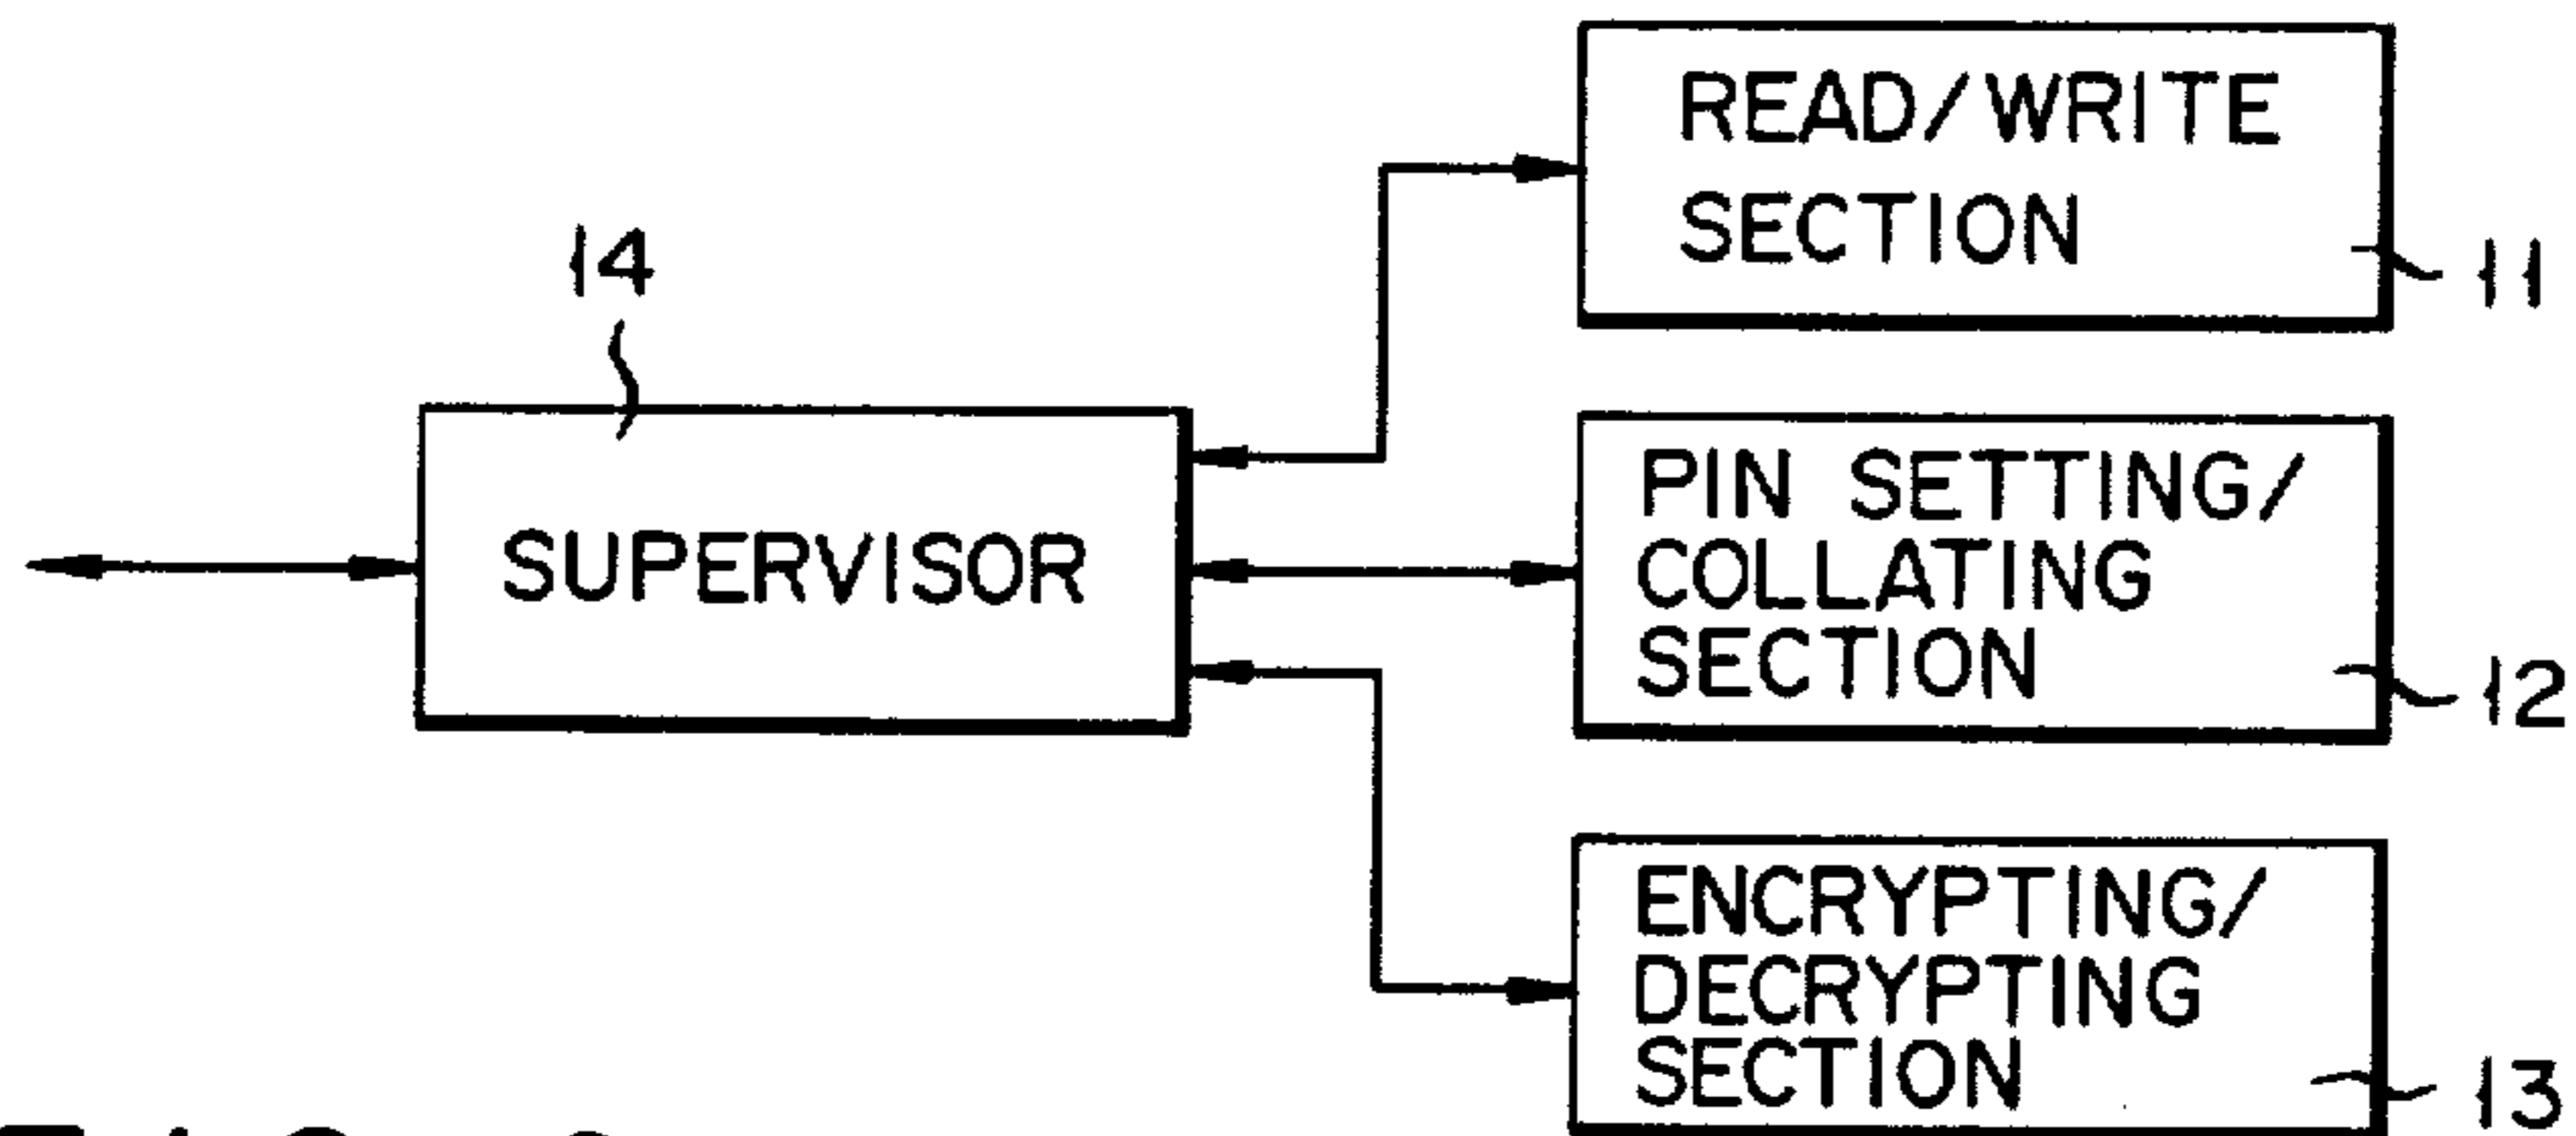 READ/WRITE
SECTION
11
14
SUPERVISOR
PIN SETTING/
COLLATING
SECTION
12
ENCRYPTING/
DECRYPTING
SECTION
13